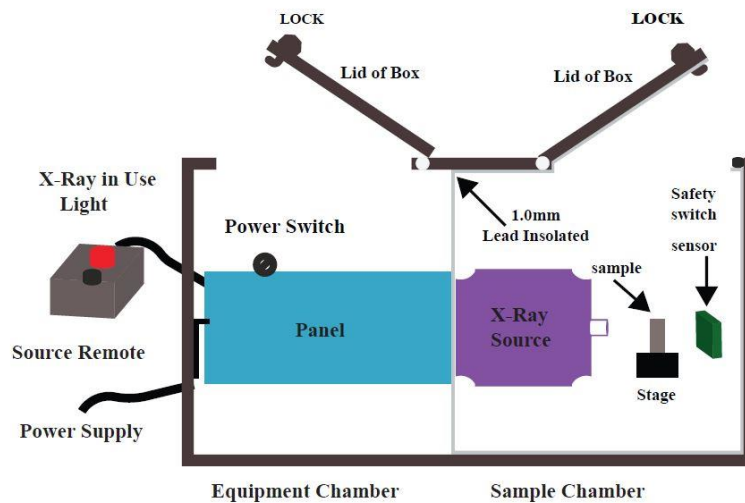 LOCK
LOCK
Lid of Box
Lid of Box
X-Ray in Use
Light
Power Switch
1.0mm
Lead Insolated
Safety
switch
sensor
sample
Panel
X-Ray
Source
Source Remote
Stage
Power Supply
Equipment Chamber
Sample Chamber